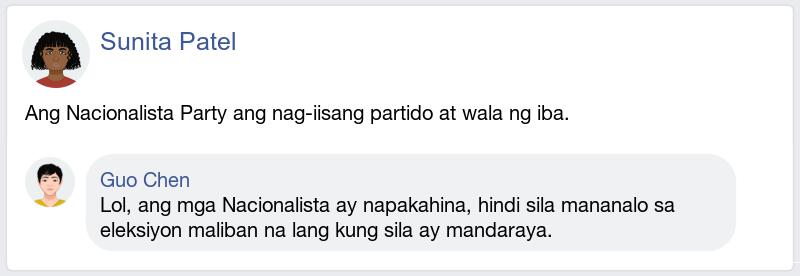 Sunita Patel
Ang Nacionalista Party ang nag-iisang partido at wala ng iba.
Guo Chen
Lol, ang mga Nacionalista ay napakahina, hindi sila mananalo sa
eleksiyon maliban na lang kung sila ay mandaraya.